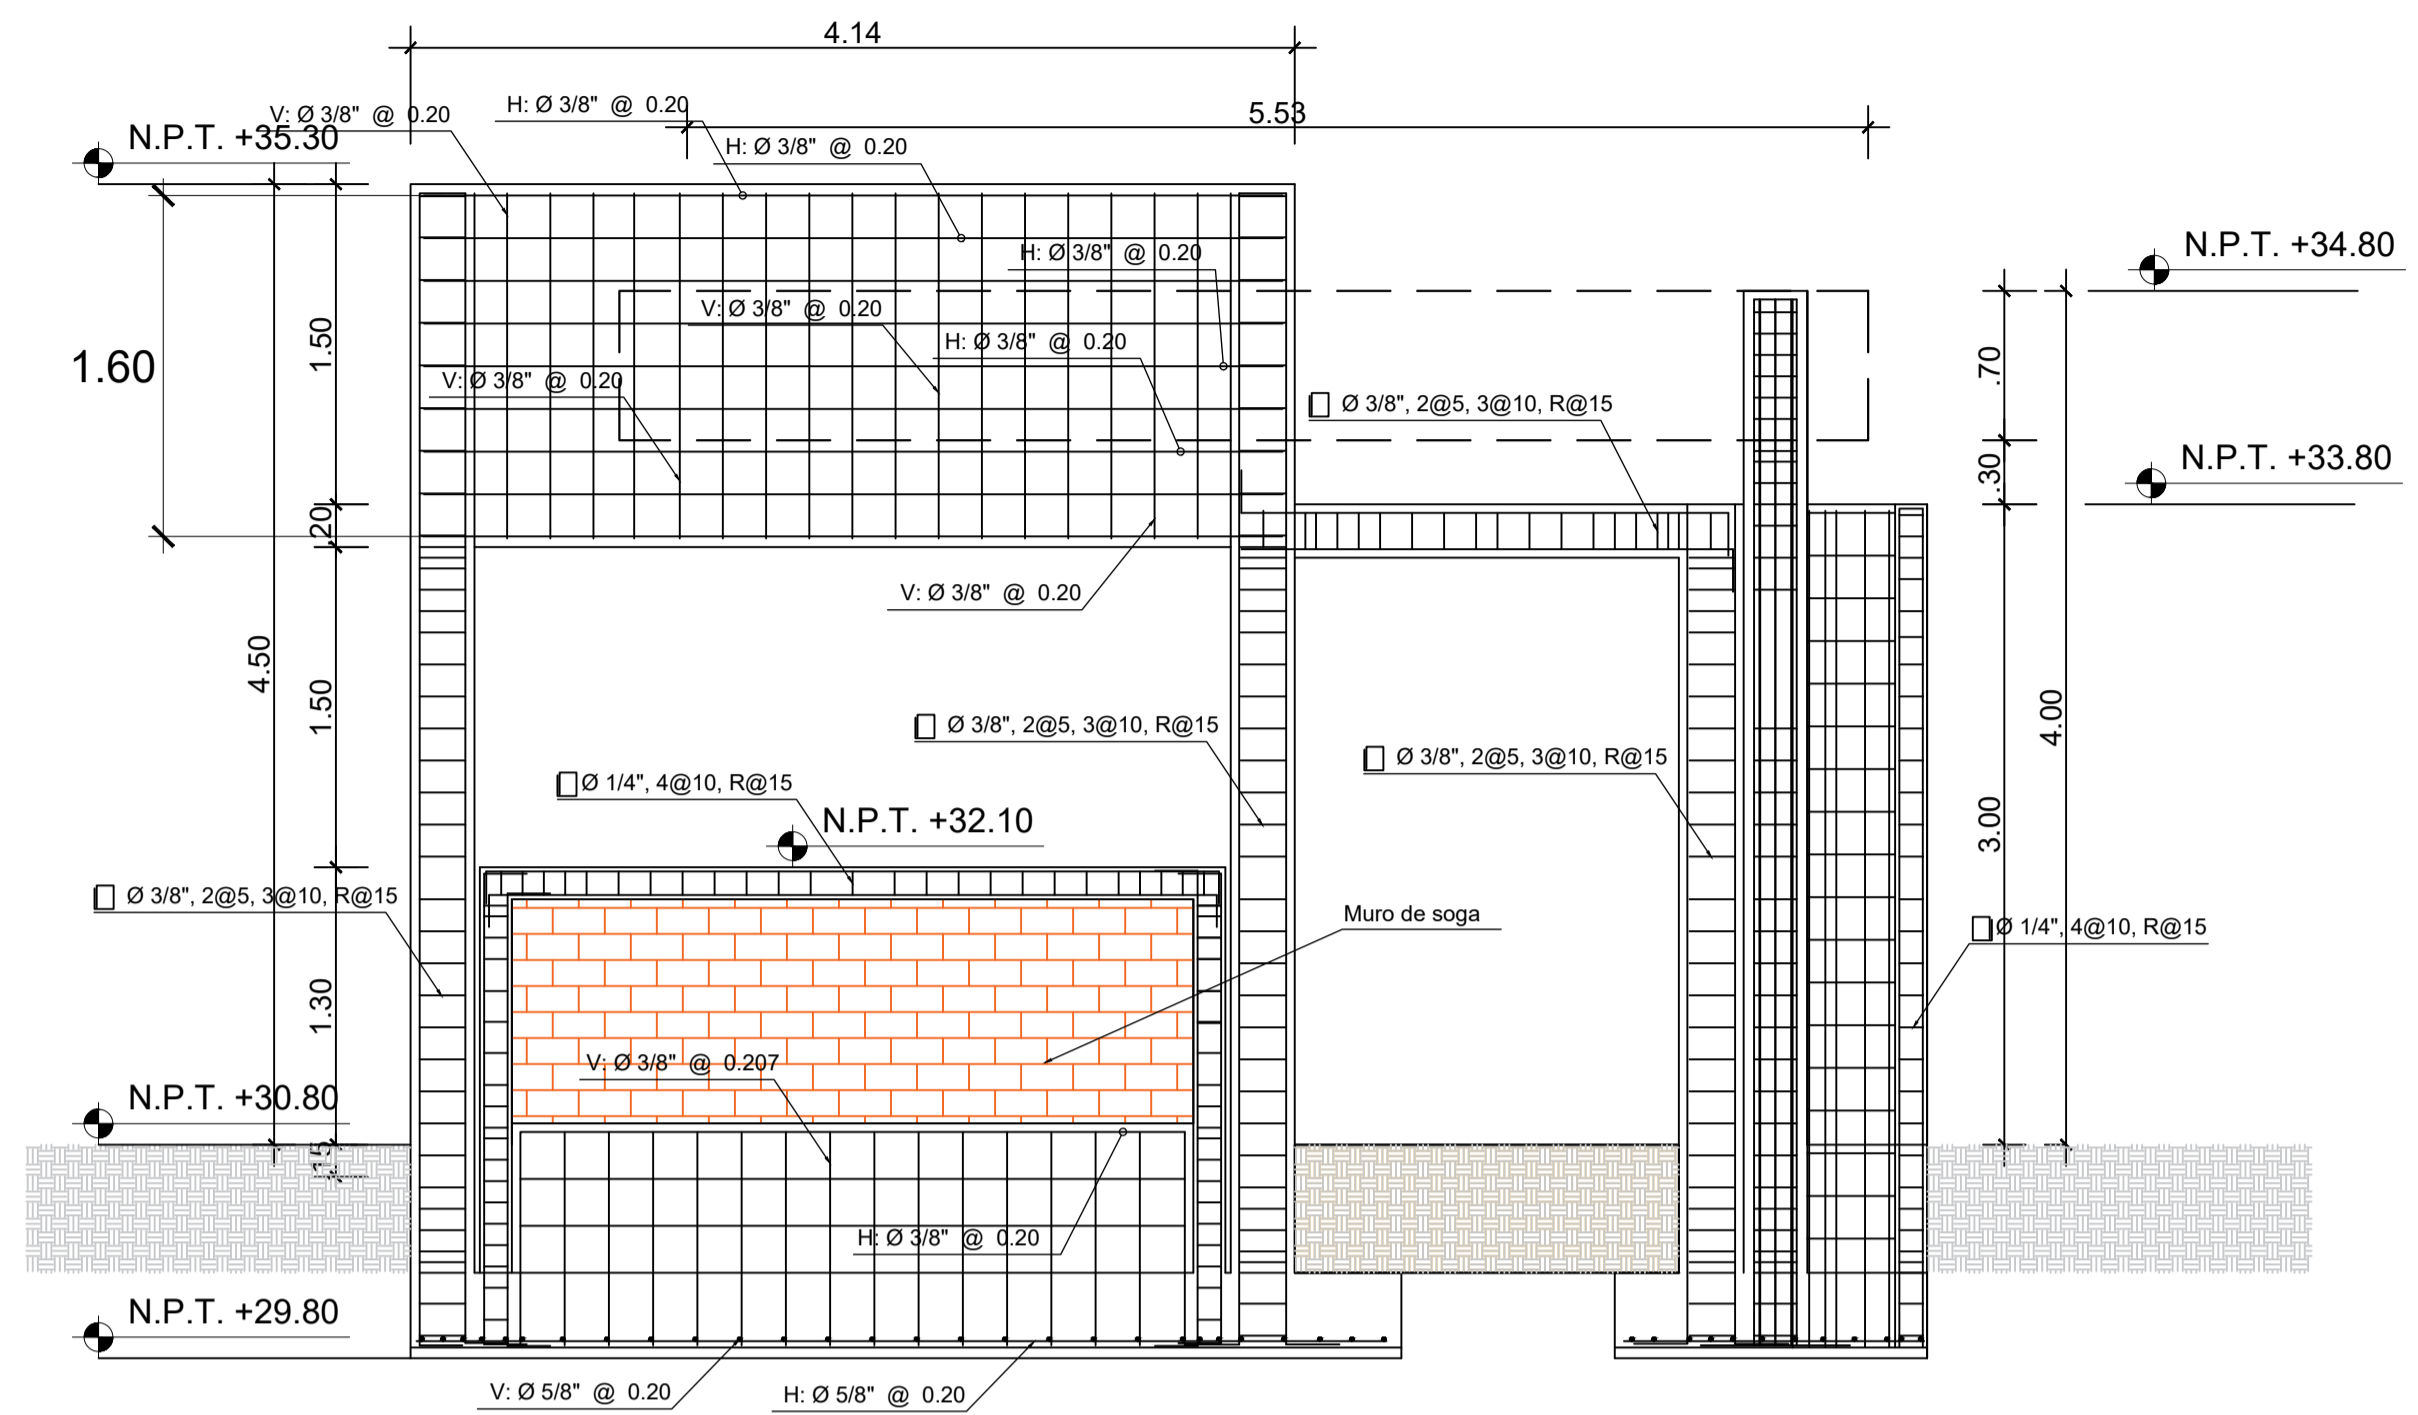 4.14
V: Ø 3/8" @ 0.20
H: Ø 3/8" @ 0.20
5.53
N.P.T. +35.30
H: Ø 3/8" @ 0.20
H: Ø 3/8" @ 0.20
N.P.T. +34.80
V: Ø 3/8" @ 0.20
1.50
H: Ø 3/8" @ 0.20
1.60
.70
V: Ø 3/8" @ 0.20
Ø 3/8", 2@5, 3@10, R@15
N.P.T. +33.80
.30
.20
V: Ø 3/8" @ 0.20
4.50
1.50
Ø 3/8", 2@5, 3@10, R@15
4.00
Ø 3/8", 2@5, 3@10, R@15
Ø 1/4", 4@10, R@15
N.P.T. +32.10
3.00
Ø 3/8", 2@5, 3@10, R@15
Muro de soga
Ø 1/4", 4@10, R@15
1.30
V: Ø 3/8" @ 0.207
N.P.T. +30.80
.15
H: Ø 3/8" @ 0.20
N.P.T. +29.80
V: Ø 5/8" @ 0.20
H: Ø 5/8" @ 0.20